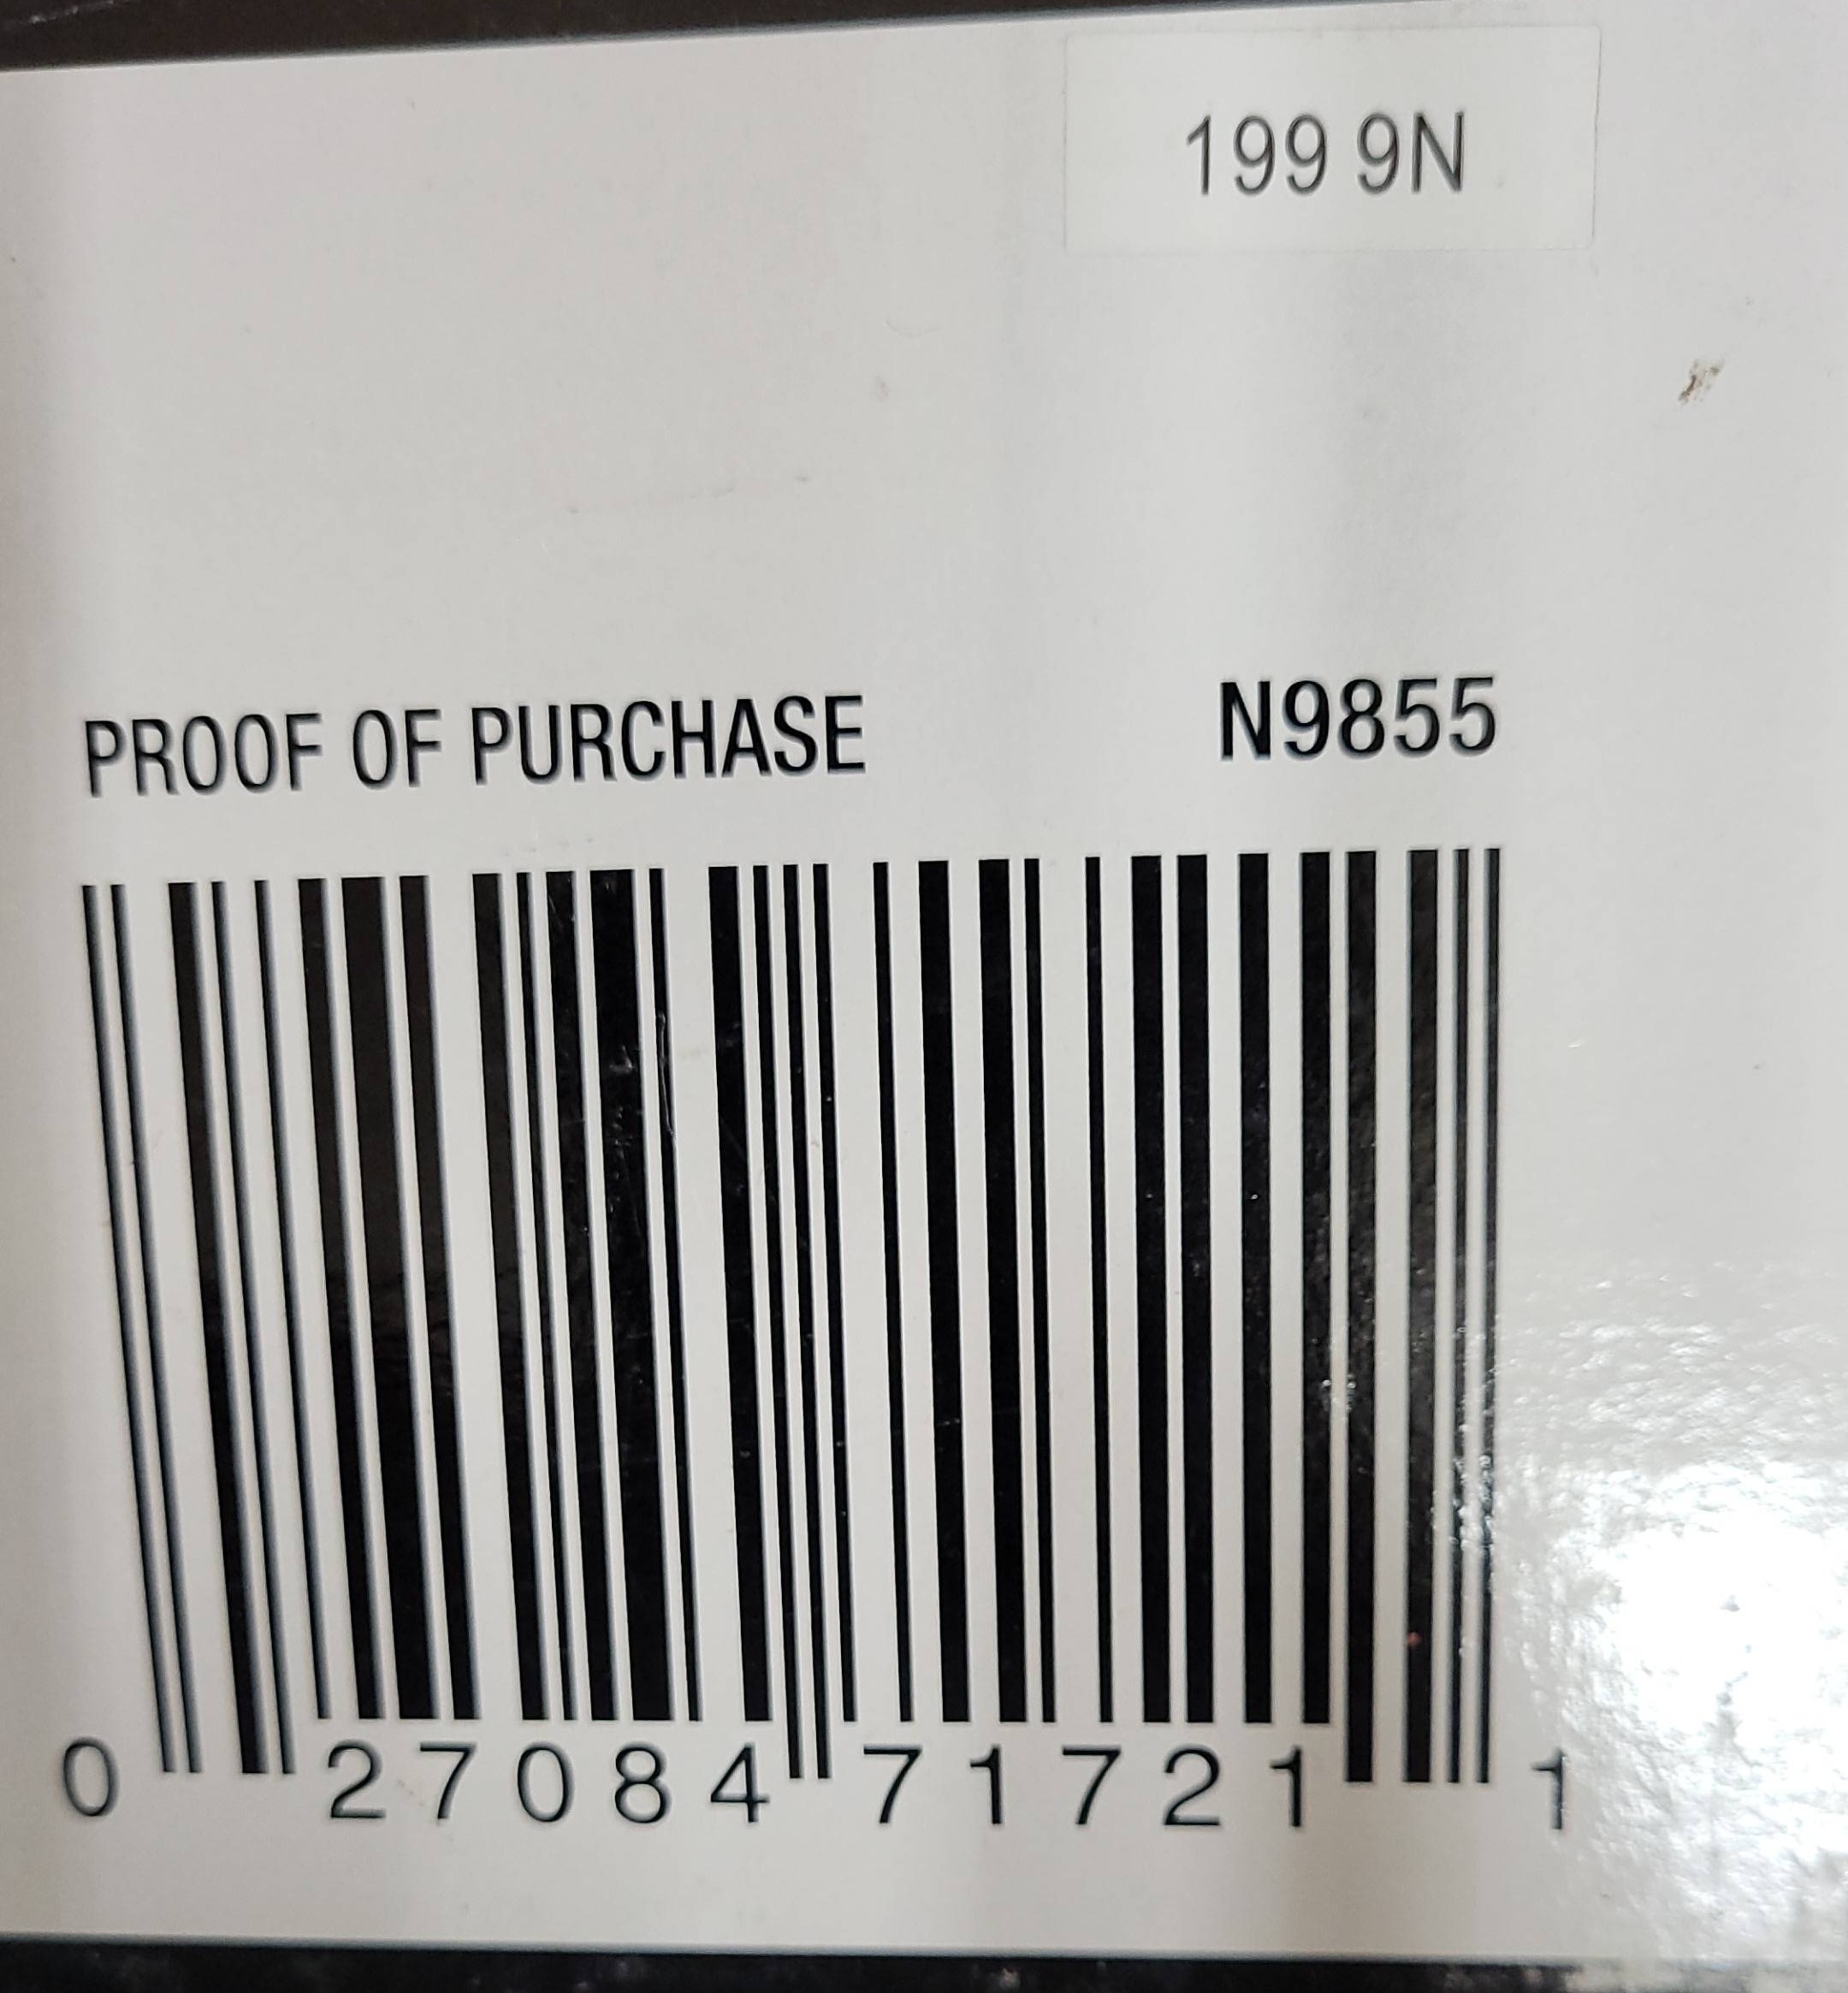 199 9N
PROOF OF PURCHASE N9855
0 27084 71721 1